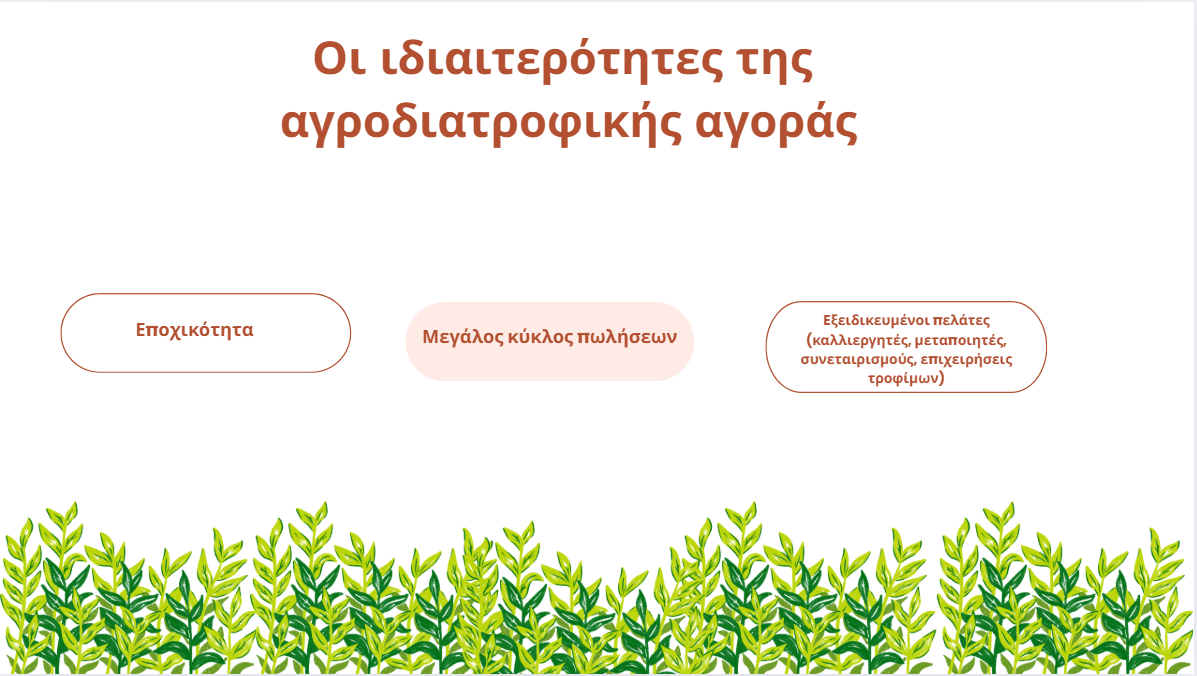 Οι ιδιαιτερότητες της
αγροδιατροφικής αγοράς
Εποχικότητα
Μεγάλος κύκλος πωλήσεων
Εξειδικευμένοι πελάτες
(καλλιεργητές, μεταποιητές,
συνεταιρισμούς, επιχειρήσεις
τροφίμων)